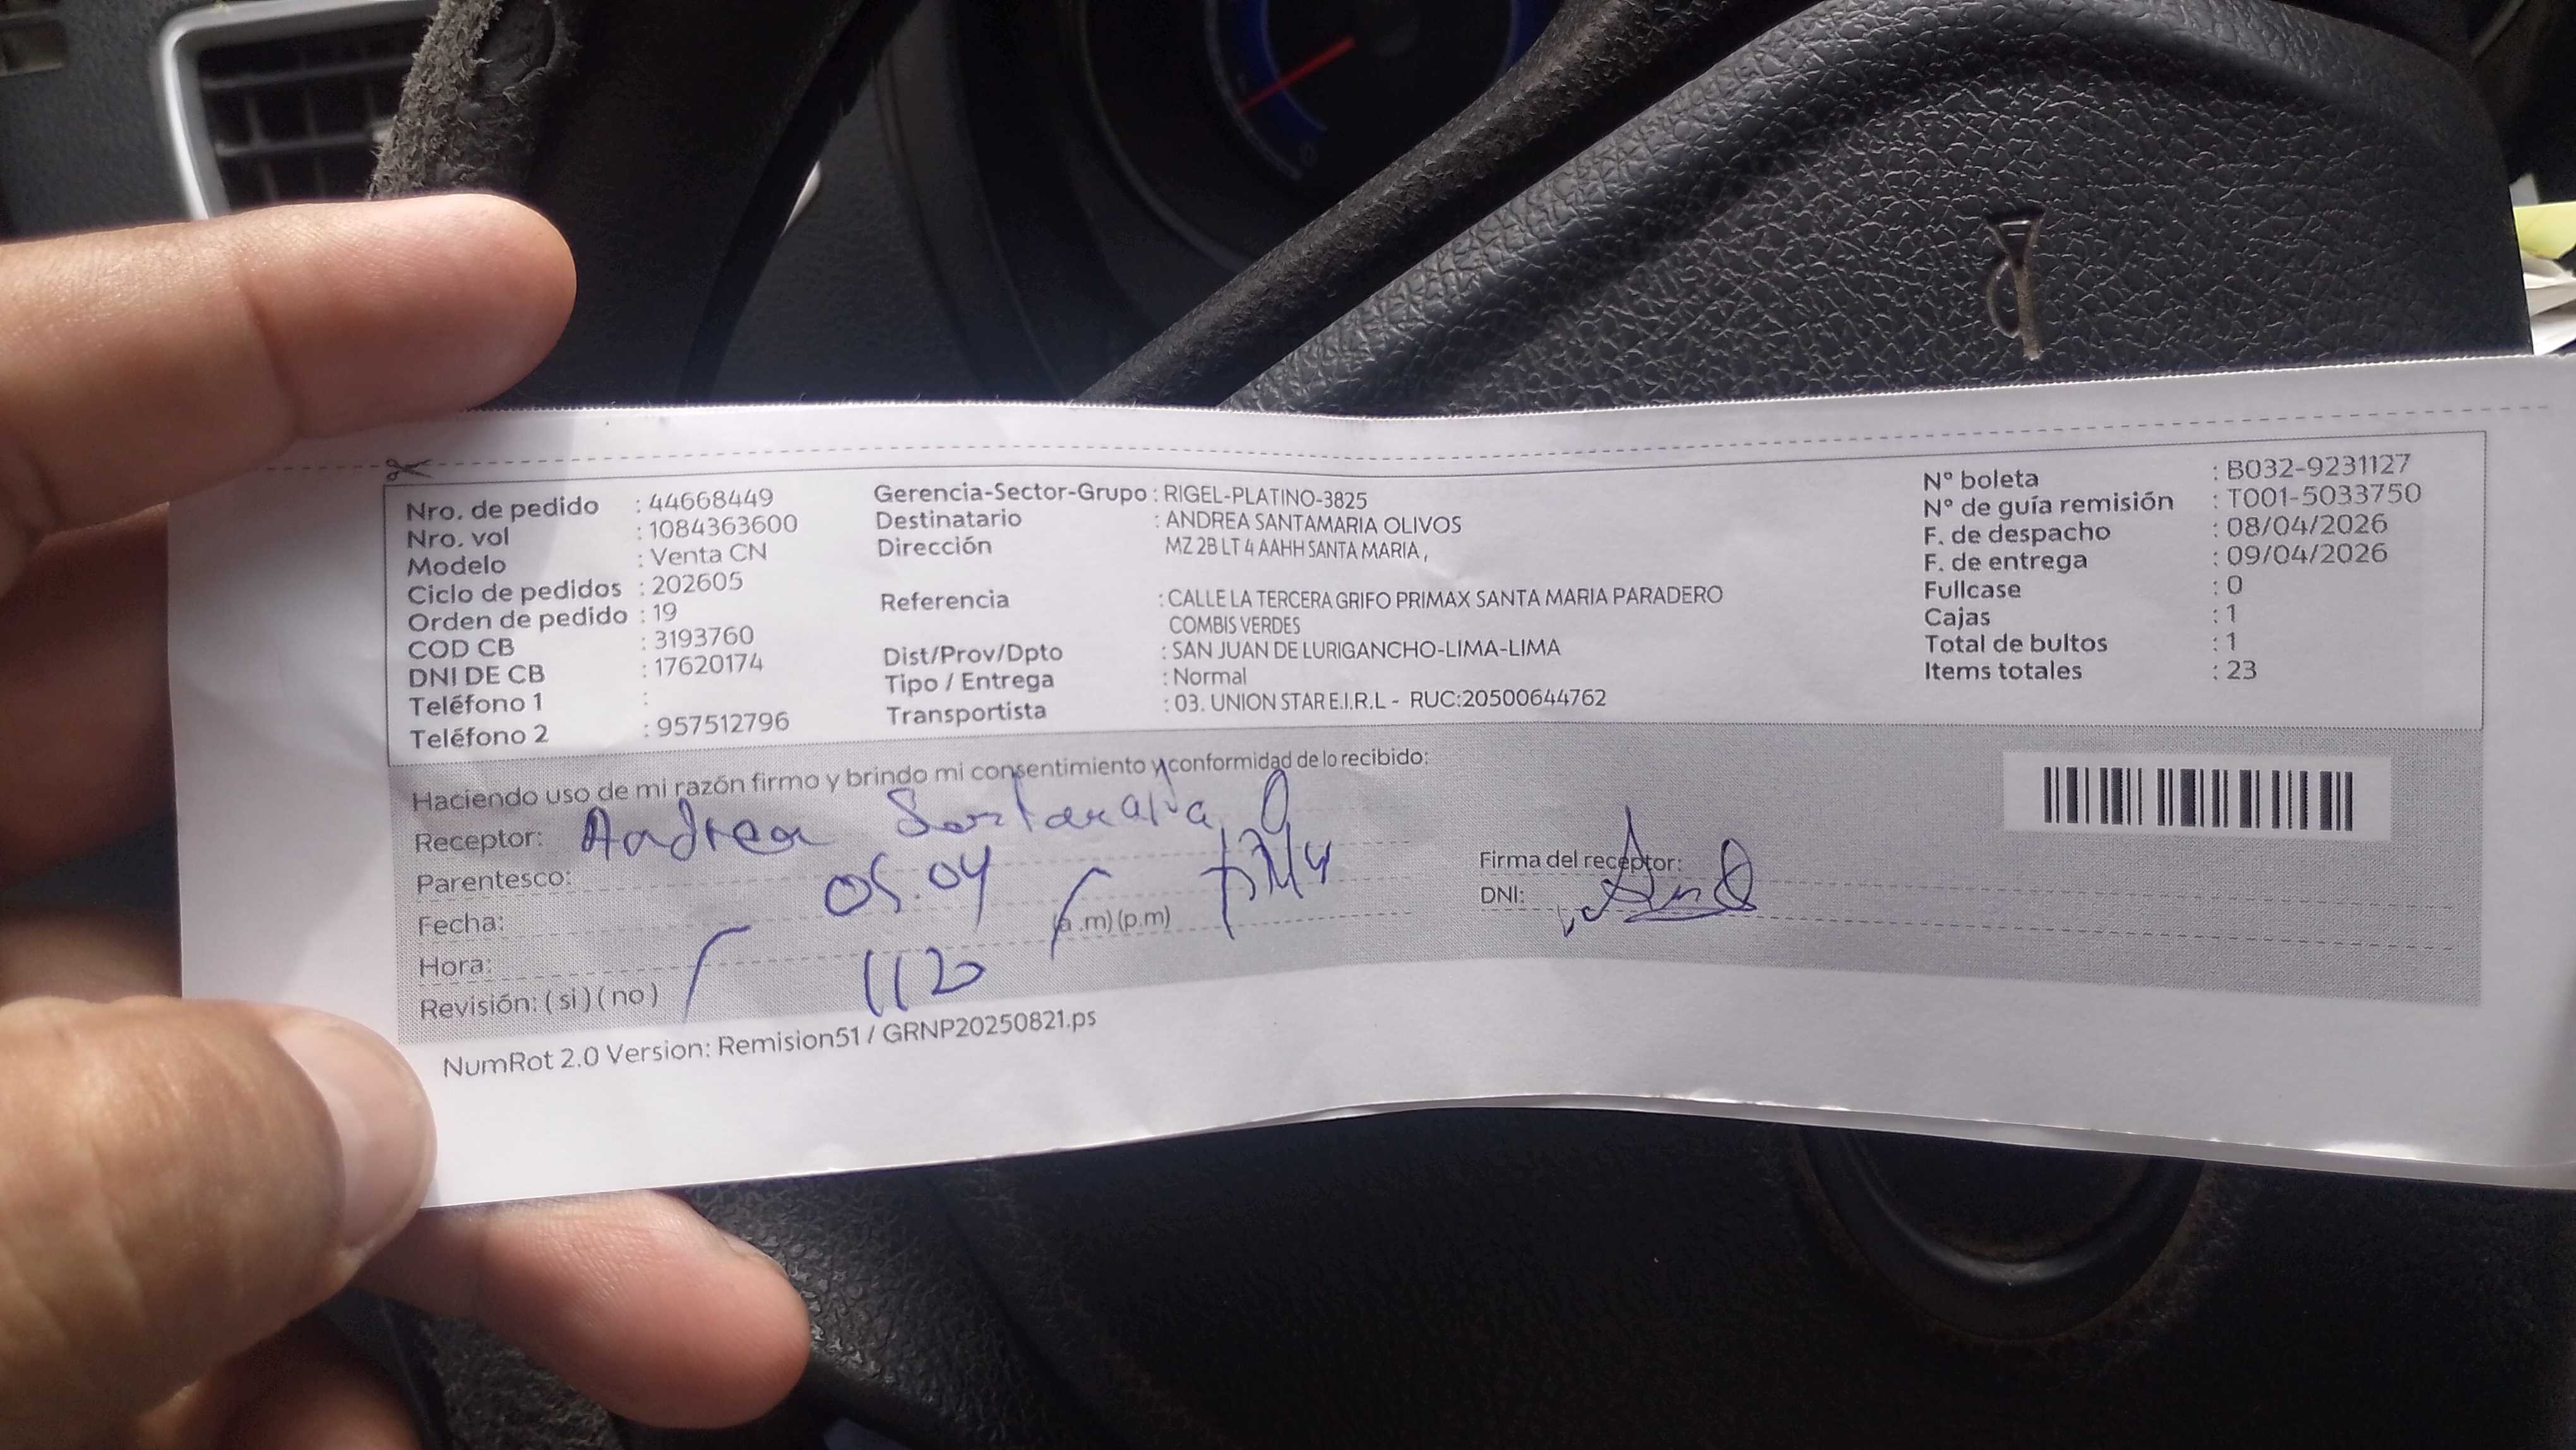 Nro. de pedido : 44668449
Nro. vol : 1084363600
Modelo : Venta CN
Ciclo de pedidos : 202605
Orden de pedido : 19
COD CB : 3193760
DNI DE CB : 17620174
Teléfono 1 :
Teléfono 2 : 957512796
Gerencia-Sector-Grupo : RIGEL-PLATINO-3825
Destinatario : ANDREA SANTAMARIA OLIVOS
Dirección MZ 2B LT 4 AAHH SANTA MARIA ,
Referencia : CALLE LA TERCERA GRIFO PRIMAX SANTA MARIA PARADERO
COMBIS VERDES
Dist/Prov/Dpto : SAN JUAN DE LURIGANCHO-LIMA-LIMA
Tipo / Entrega : Normal
Transportista : 03. UNION STAR E.I.R.L - RUC:20500644762
N° boleta : B032-9231127
N° de guía remisión : T001-5033750
F. de despacho : 08/04/2026
F. de entrega : 09/04/2026
Fullcase : 0
Cajas : 1
Total de bultos : 1
Items totales : 23
Haciendo uso de mi razón firmo y brindo mi consentimiento y conformidad de lo recibido:
Receptor: Andrea Santamaria O
Parentesco:
Fecha:
Hora: (a.m) (p.m)
Revisión: ( si ) ( no ) 1120
Firma del receptor:
DNI:
NumRot 2.0 Version: Remision51 / GRNP20250821.ps